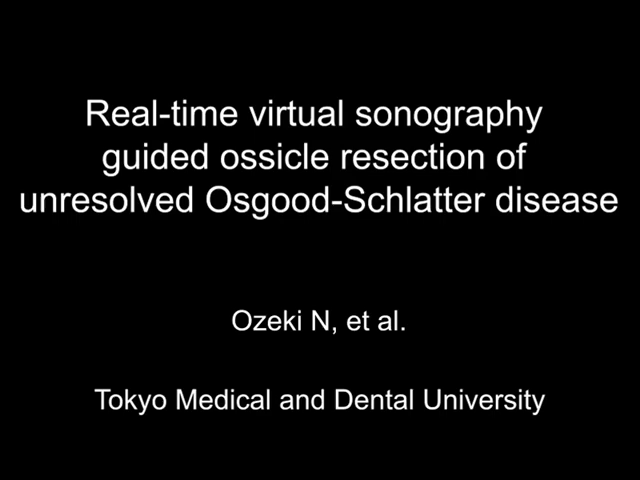 Real-time virtual sonography
guided ossicle resection of
unresolved Osgood-Schlatter disease
Ozeki N, et al.
Tokyo Medical and Dental University